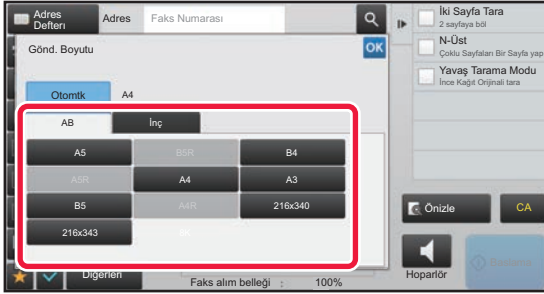 Adres
Defterı
Adres
Faks Numarası
Gönd. Boyutu
OK
Otomtk
A4
AB
İnç
A5
B5R
B4
A5R
A4
A3
B5
A4R
216x340
216x343
8K
Diğerleri
Faks alım belleği : 100%
İki Sayfa Tara
2 sayfaya böl
N-Üst
Çoklu Sayfaları Bir Sayfa yap
Yavaş Tarama Modu
İnce Kağıt Orijinali tara
Önizle
CA
Hoparlör